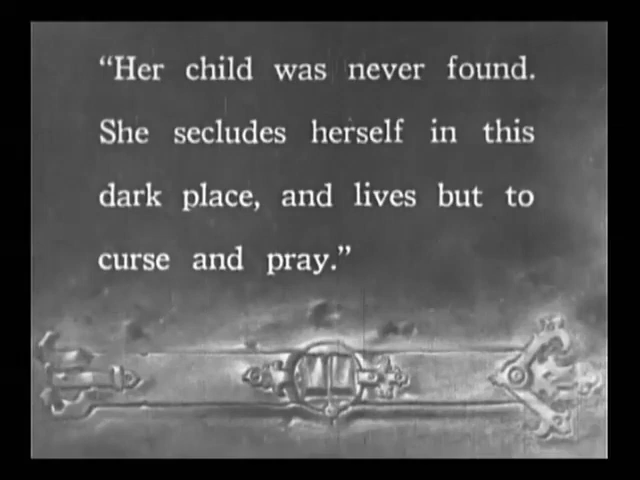 “Her child was never found.
She secludes herself in this
dark place, and lives but to
curse and pray.”